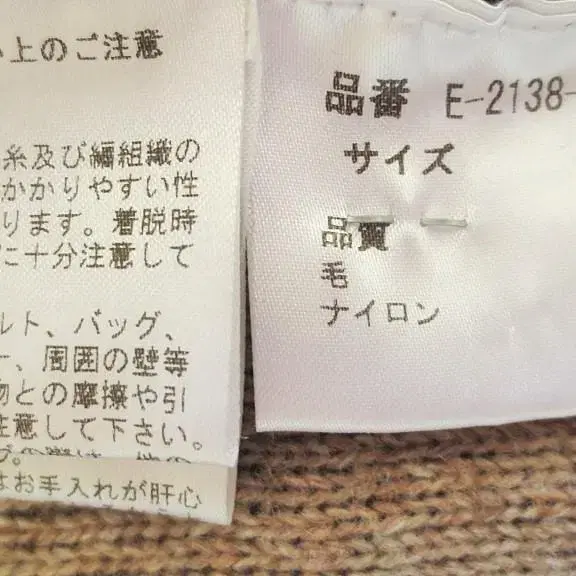 上のご注意
糸及び編組織の
かかりやすい性
ります。着脱時
に十分注意して
ルト、バッグ、
ー、周囲の壁等
物との摩擦や引
注意して下さい。
はお手入れが肝心
品番 E-2138-
サイズ
品質
毛
ナイロン